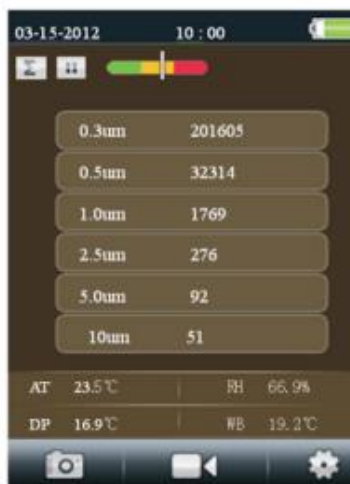 03-15-2012 10 : 00
Σ
0.3um 201605
0.5um 32314
1.0um 1769
2.5um 276
5.0um 92
10um 51
AT 23.5℃ RH 66.9%
DP 16.9℃ WB 19.2℃